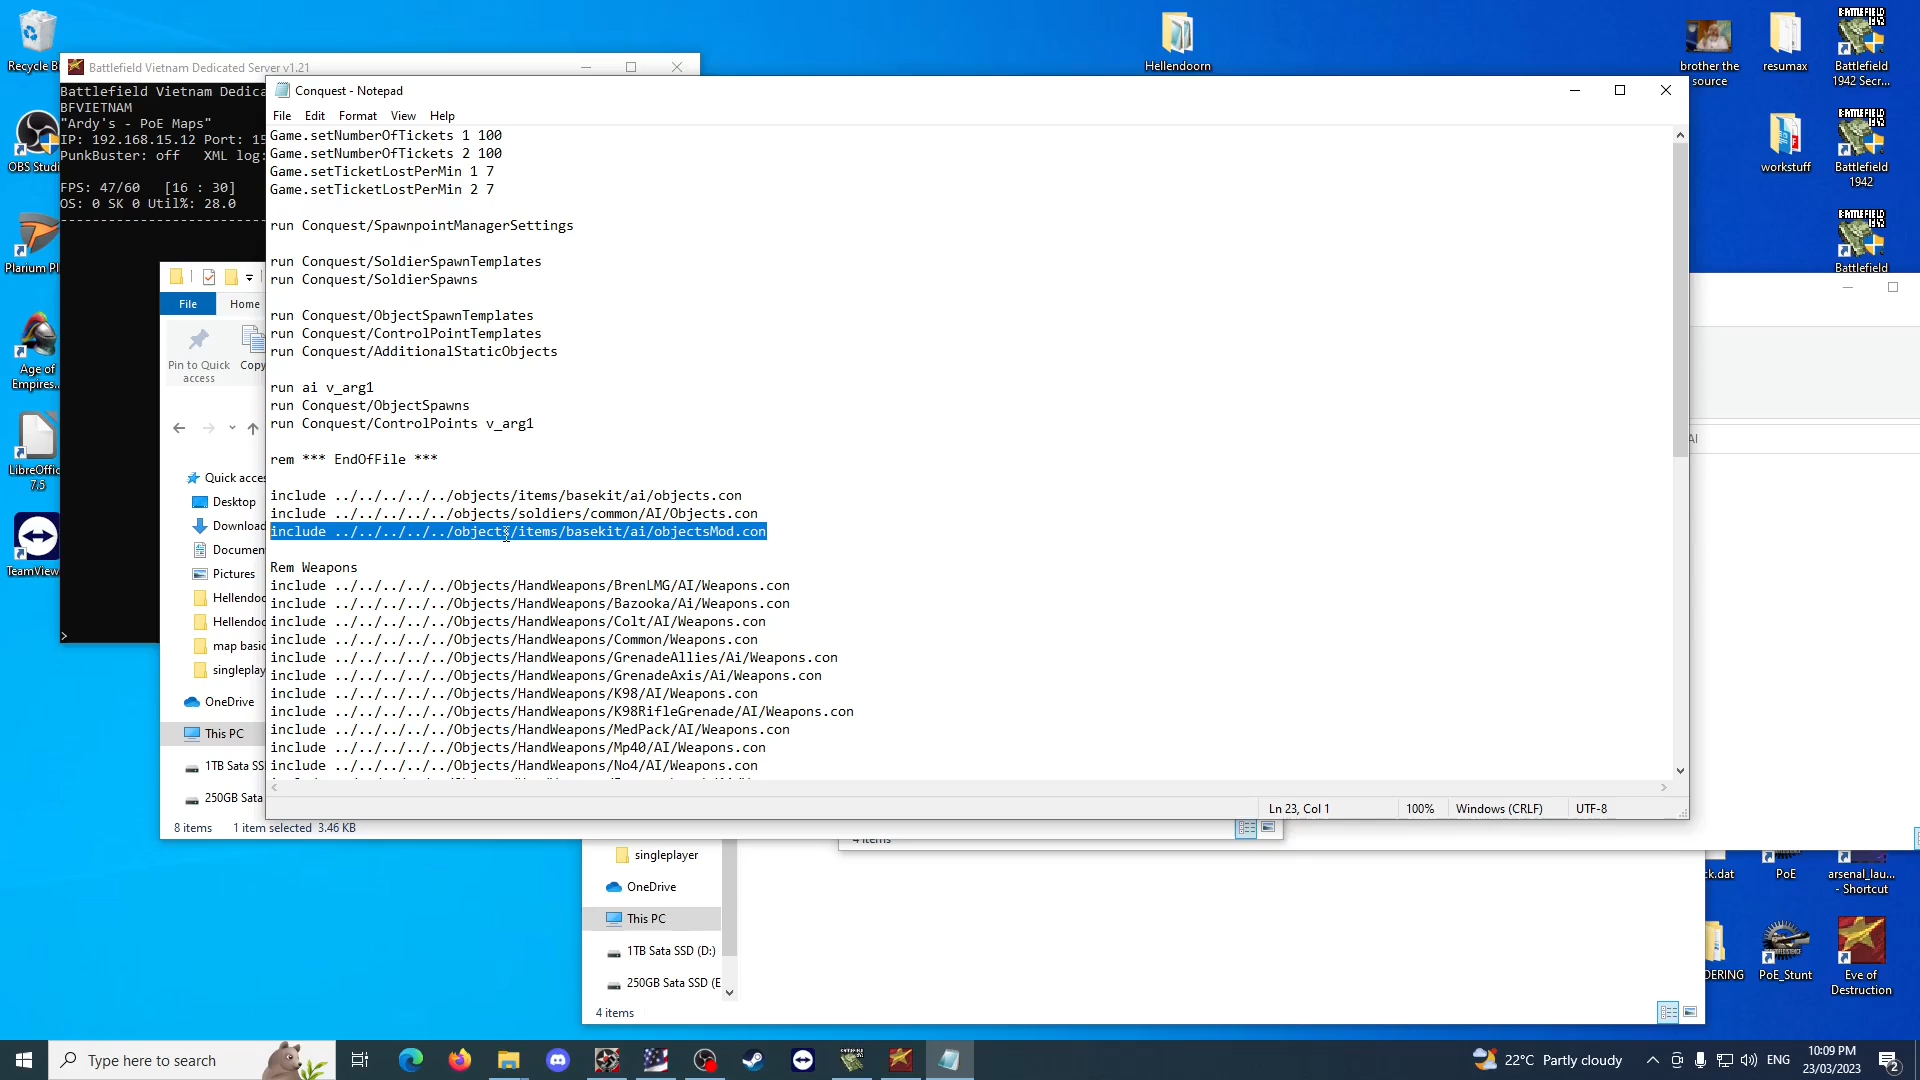 Recycle B
OBS Studi
Plarium Pl
Age of
Empires...
LibreOffic
7.5
TeamView
Battlefield Vietnam Dedicated Server v1.21
Battlefield Vietnam Dedica
BFVIETNAM
"Ardy's - PoE Maps"
IP: 192.168.15.12 Port: 15
PunkBuster: off XML log:
FPS: 47/60 [16 : 30]
OS: 0 SK 0 Util%: 28.0
>
File
Home
Pin to Quick
access
Copy
Quick acces
Desktop
Download
Documen
Pictures
Hellendoo
Hellendoo
map basic
singleplay
OneDrive
This PC
1TB Sata SS
250GB Sata
8 items 1 item selected 3.46 KB
Conquest - Notepad
File Edit Format View Help
Game.setNumberOfTickets 1 100
Game.setNumberOfTickets 2 100
Game.setTicketLostPerMin 1 7
Game.setTicketLostPerMin 2 7
run Conquest/SpawnpointManagerSettings
run Conquest/SoldierSpawnTemplates
run Conquest/SoldierSpawns
run Conquest/ObjectSpawnTemplates
run Conquest/ControlPointTemplates
run Conquest/AdditionalStaticObjects
run ai v_arg1
run Conquest/ObjectSpawns
run Conquest/ControlPoints v_arg1
rem *** EndOfFile ***
include ../../../../../objects/items/basekit/ai/objects.con
include ../../../../../objects/soldiers/common/AI/Objects.con
include ../../../../../objects/items/basekit/ai/objectsMod.con
Rem Weapons
include ../../../../../Objects/HandWeapons/BrenLMG/AI/Weapons.con
include ../../../../../Objects/HandWeapons/Bazooka/Ai/Weapons.con
include ../../../../../Objects/HandWeapons/Colt/AI/Weapons.con
include ../../../../../Objects/HandWeapons/Common/Weapons.con
include ../../../../../Objects/HandWeapons/GrenadeAllies/Ai/Weapons.con
include ../../../../../Objects/HandWeapons/GrenadeAxis/Ai/Weapons.con
include ../../../../../Objects/HandWeapons/K98/AI/Weapons.con
include ../../../../../Objects/HandWeapons/K98RifleGrenade/AI/Weapons.con
include ../../../../../Objects/HandWeapons/MedPack/AI/Weapons.con
include ../../../../../Objects/HandWeapons/Mp40/AI/Weapons.con
include ../../../../../Objects/HandWeapons/No4/AI/Weapons.con
Ln 23, Col 1 100% Windows (CRLF) UTF-8
4 items
singleplayer
OneDrive
This PC
1TB Sata SSD (D:)
250GB Sata SSD (E
4 items
AI
Hellendoorn
brother the
source
resumax
Battlefield
1942 Secr...
workstuff
Battlefield
1942
Battlefield
ck.dat
PoE
arsenal_lau...
- Shortcut
DERING
PoE_Stunt
Eve of
Destruction
Type here to search
22°C Partly cloudy
ENG
10:09 PM
23/03/2023
2